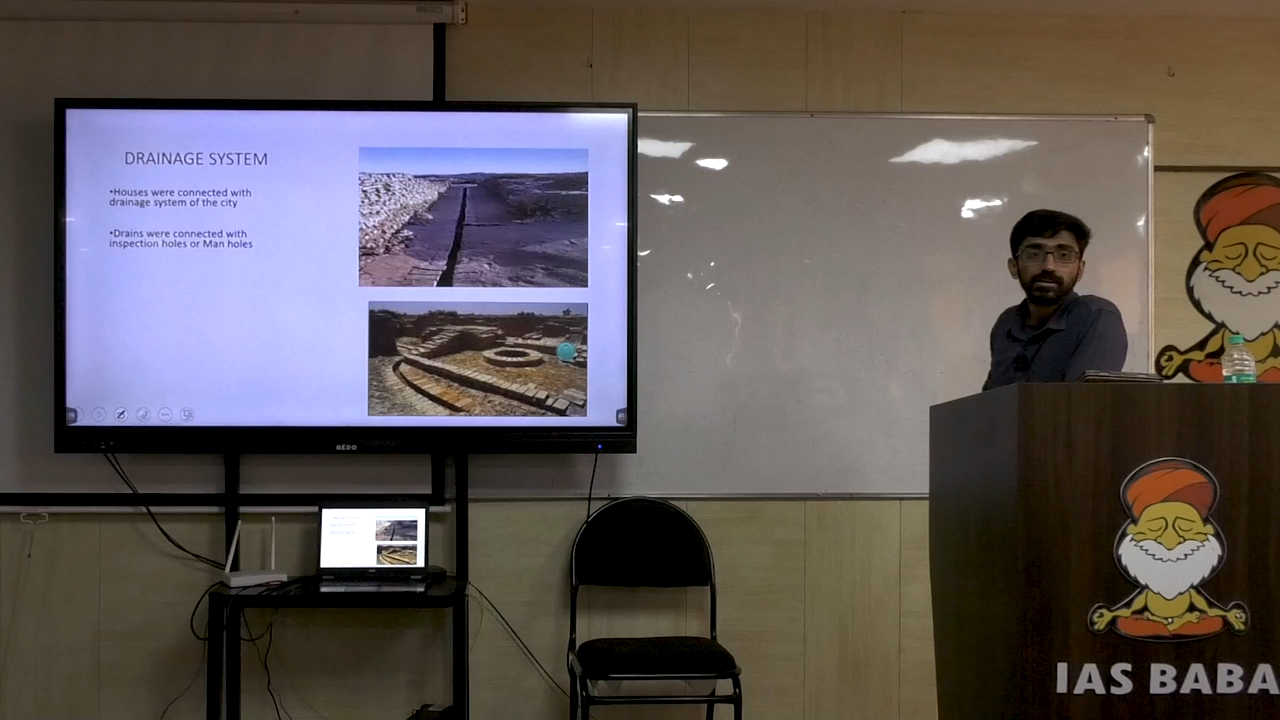 DRAINAGE SYSTEM
•Houses were connected with
drainage system of the city
•Drains were connected with
inspection holes or Man holes
IAS BABA